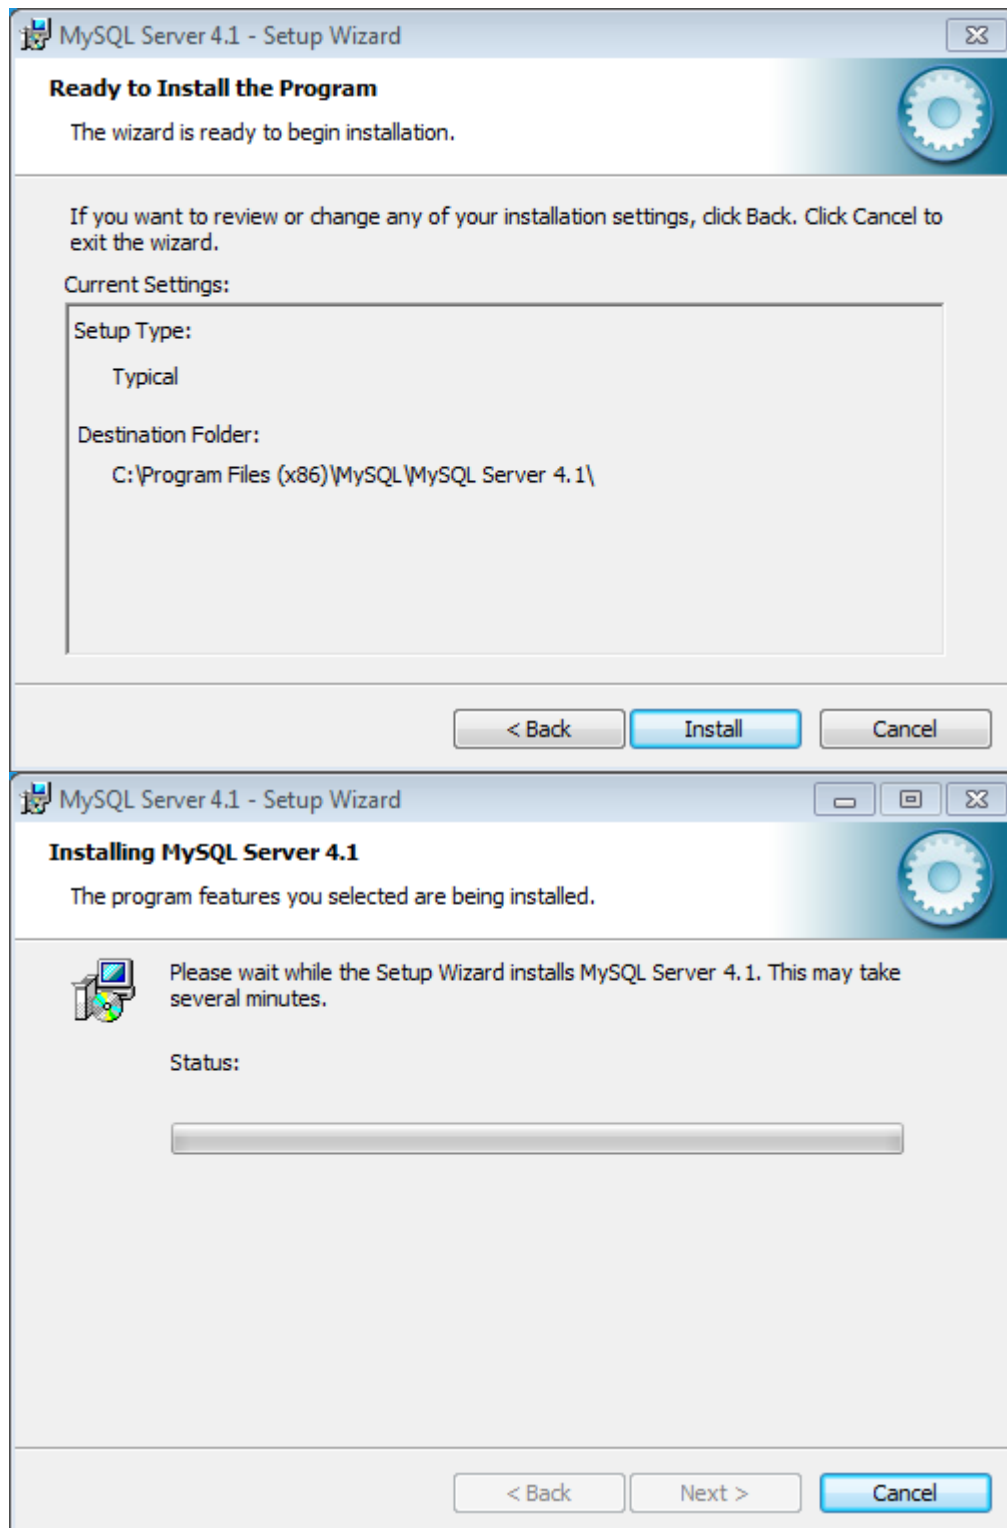 MySQL Server 4.1 - Setup Wizard
Ready to Install the Program
The wizard is ready to begin installation.
If you want to review or change any of your installation settings, click Back. Click Cancel to
exit the wizard.
Current Settings:
Setup Type:
Typical
Destination Folder:
C:\Program Files (x86)\MySQL\MySQL Server 4.1\
< Back Install Cancel
MySQL Server 4.1 - Setup Wizard
Installing MySQL Server 4.1
The program features you selected are being installed.
Please wait while the Setup Wizard installs MySQL Server 4.1. This may take
several minutes.
Status:
< Back Next > Cancel